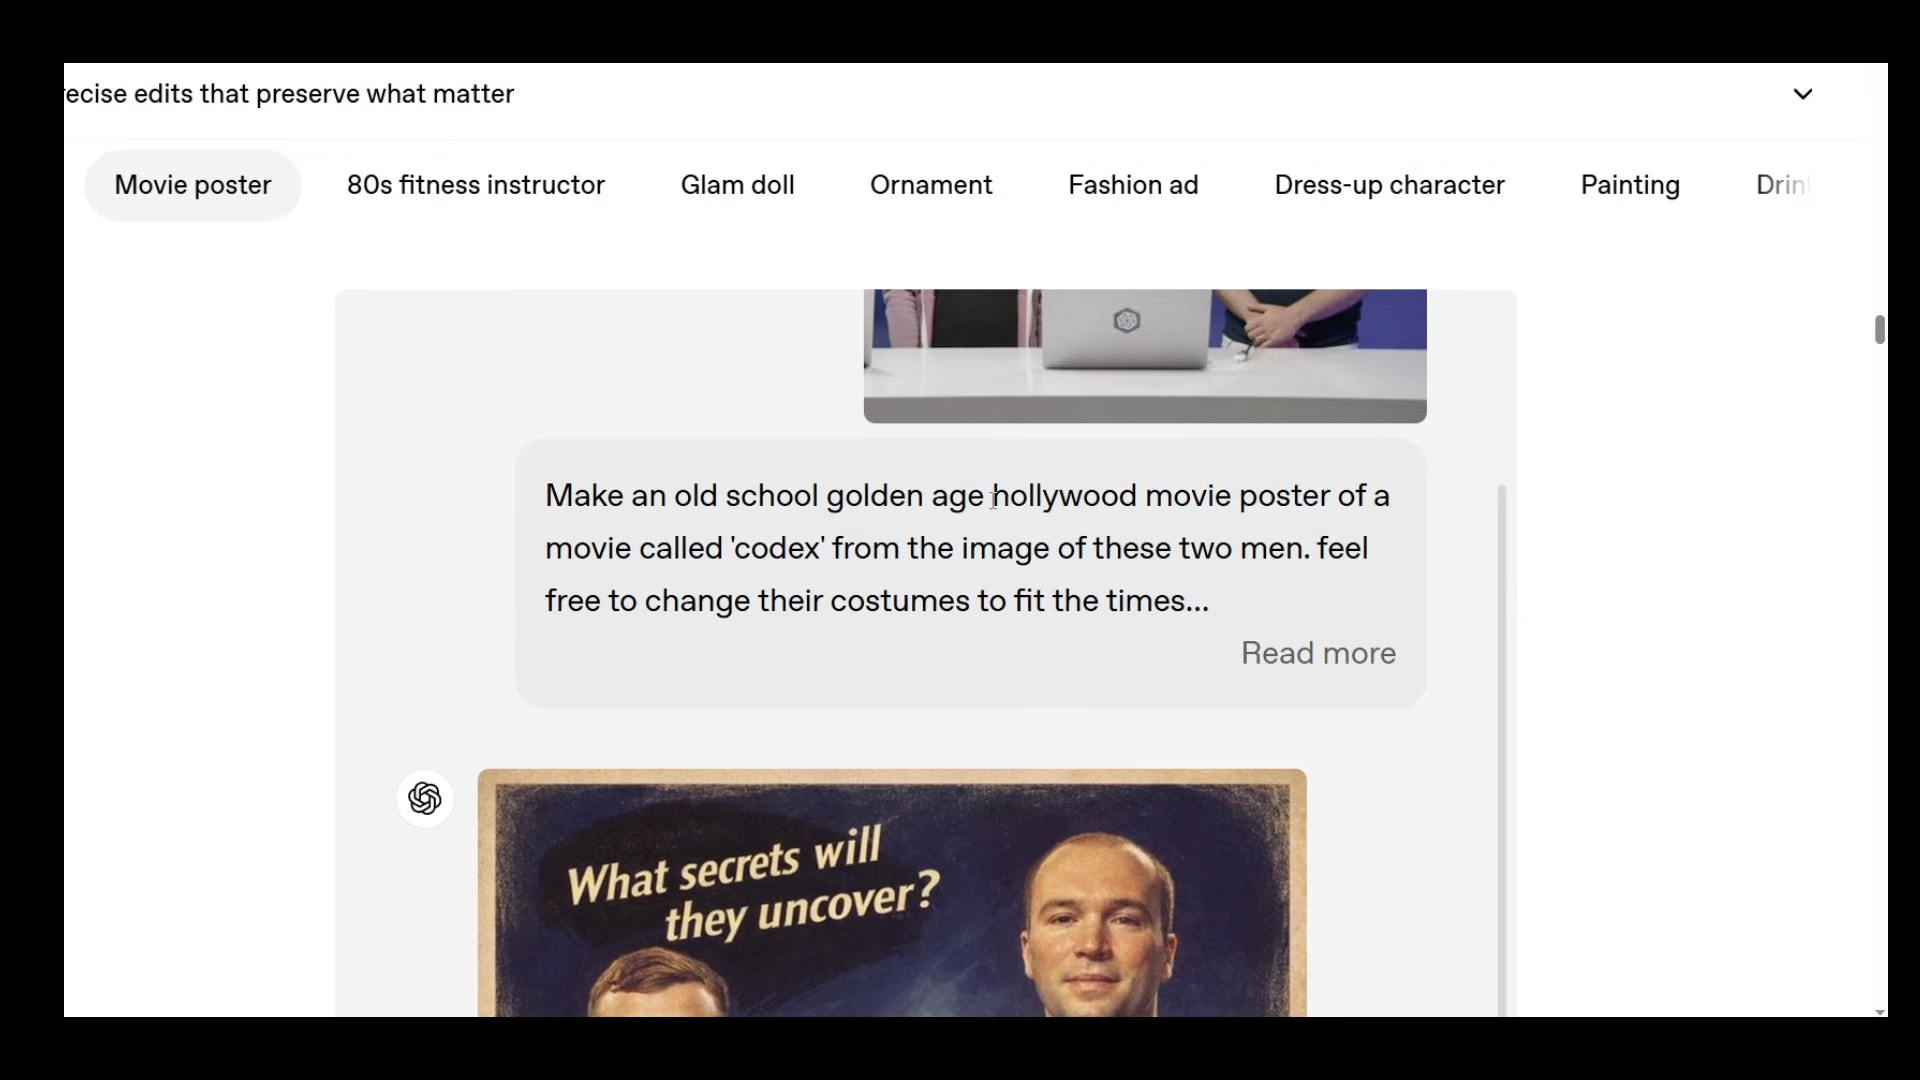 ecise edits that preserve what matter
Movie poster 80s fitness instructor Glam doll Ornament Fashion ad Dress-up character Painting Drin
Make an old school golden age hollywood movie poster of a
movie called 'codex' from the image of these two men. feel
free to change their costumes to fit the times...
Read more
What secrets will
they uncover?